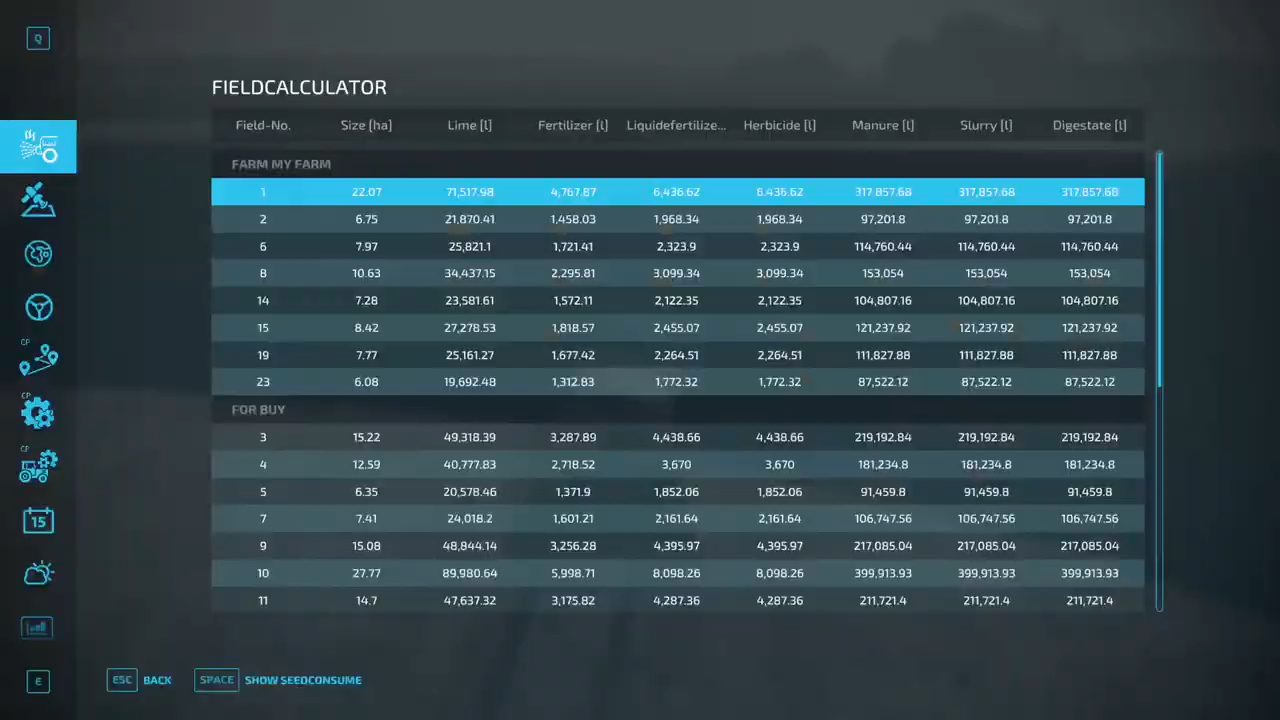 Q
FIELDCALCULATOR
Field-No. Size [ha] Lime [l] Fertilizer [l] Liquidefertilize... Herbicide [l] Manure [l] Slurry [l] Digestate [l]
FARM MY FARM
1 22.07 71,517.98 4,767.87 6,436.62 6,436.62 317,857.68 317,857.68 317,857.68
2 6.75 21,870.41 1,458.03 1,968.34 1,968.34 97,201.8 97,201.8 97,201.8
6 7.97 25,821.1 1,721.41 2,323.9 2,323.9 114,760.44 114,760.44 114,760.44
8 10.63 34,437.15 2,295.81 3,099.34 3,099.34 153,054 153,054 153,054
14 7.28 23,581.61 1,572.11 2,122.35 2,122.35 104,807.16 104,807.16 104,807.16
15 8.42 27,278.53 1,818.57 2,455.07 2,455.07 121,237.92 121,237.92 121,237.92
19 7.77 25,161.27 1,677.42 2,264.51 2,264.51 111,827.88 111,827.88 111,827.88
23 6.08 19,692.48 1,312.83 1,772.32 1,772.32 87,522.12 87,522.12 87,522.12
FOR BUY
3 15.22 49,318.39 3,287.89 4,438.66 4,438.66 219,192.84 219,192.84 219,192.84
4 12.59 40,777.83 2,718.52 3,670 3,670 181,234.8 181,234.8 181,234.8
5 6.35 20,578.46 1,371.9 1,852.06 1,852.06 91,459.8 91,459.8 91,459.8
7 7.41 24,018.2 1,601.21 2,161.64 2,161.64 106,747.56 106,747.56 106,747.56
9 15.08 48,844.14 3,256.28 4,395.97 4,395.97 217,085.04 217,085.04 217,085.04
10 27.77 89,980.64 5,998.71 8,098.26 8,098.26 399,913.93 399,913.93 399,913.93
11 14.7 47,637.32 3,175.82 4,287.36 4,287.36 211,721.4 211,721.4 211,721.4
CP
CP
CP
15
E
ESC BACK SPACE SHOW SEEDCONSUME